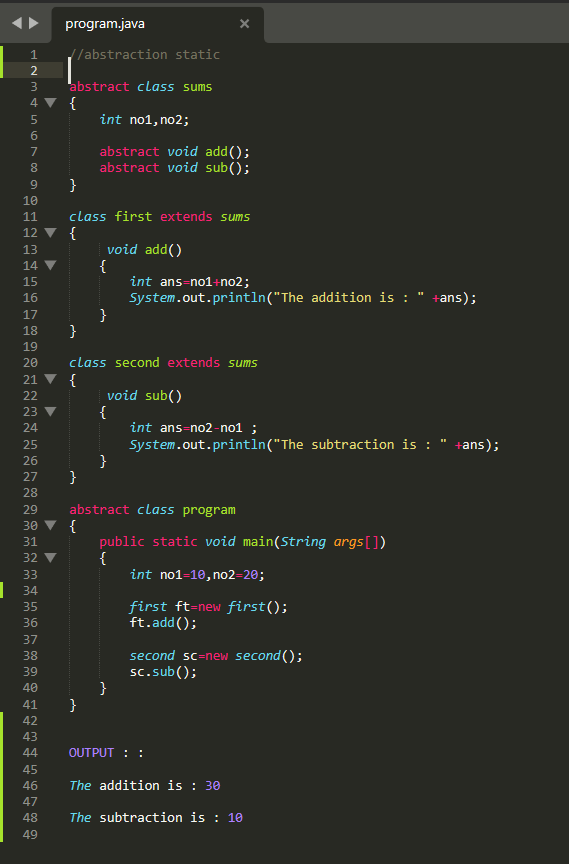 program.java
1 //abstraction static
2
3 abstract class sums
4 {
5 int no1,no2;
6
7 abstract void add();
8 abstract void sub();
9 }
10
11 class first extends sums
12 {
13 void add()
14 {
15 int ans=no1+no2;
16 System.out.println("The addition is : " +ans);
17 }
18 }
19
20 class second extends sums
21 {
22 void sub()
23 {
24 int ans=no2-no1 ;
25 System.out.println("The subtraction is : " +ans);
26 }
27 }
28
29 abstract class program
30 {
31 public static void main(String args[])
32 {
33 int no1=10,no2=20;
34
35 first ft=new first();
36 ft.add();
37
38 second sc=new second();
39 sc.sub();
40 }
41 }
42
43
44 OUTPUT : :
45
46 The addition is : 30
47
48 The subtraction is : 10
49